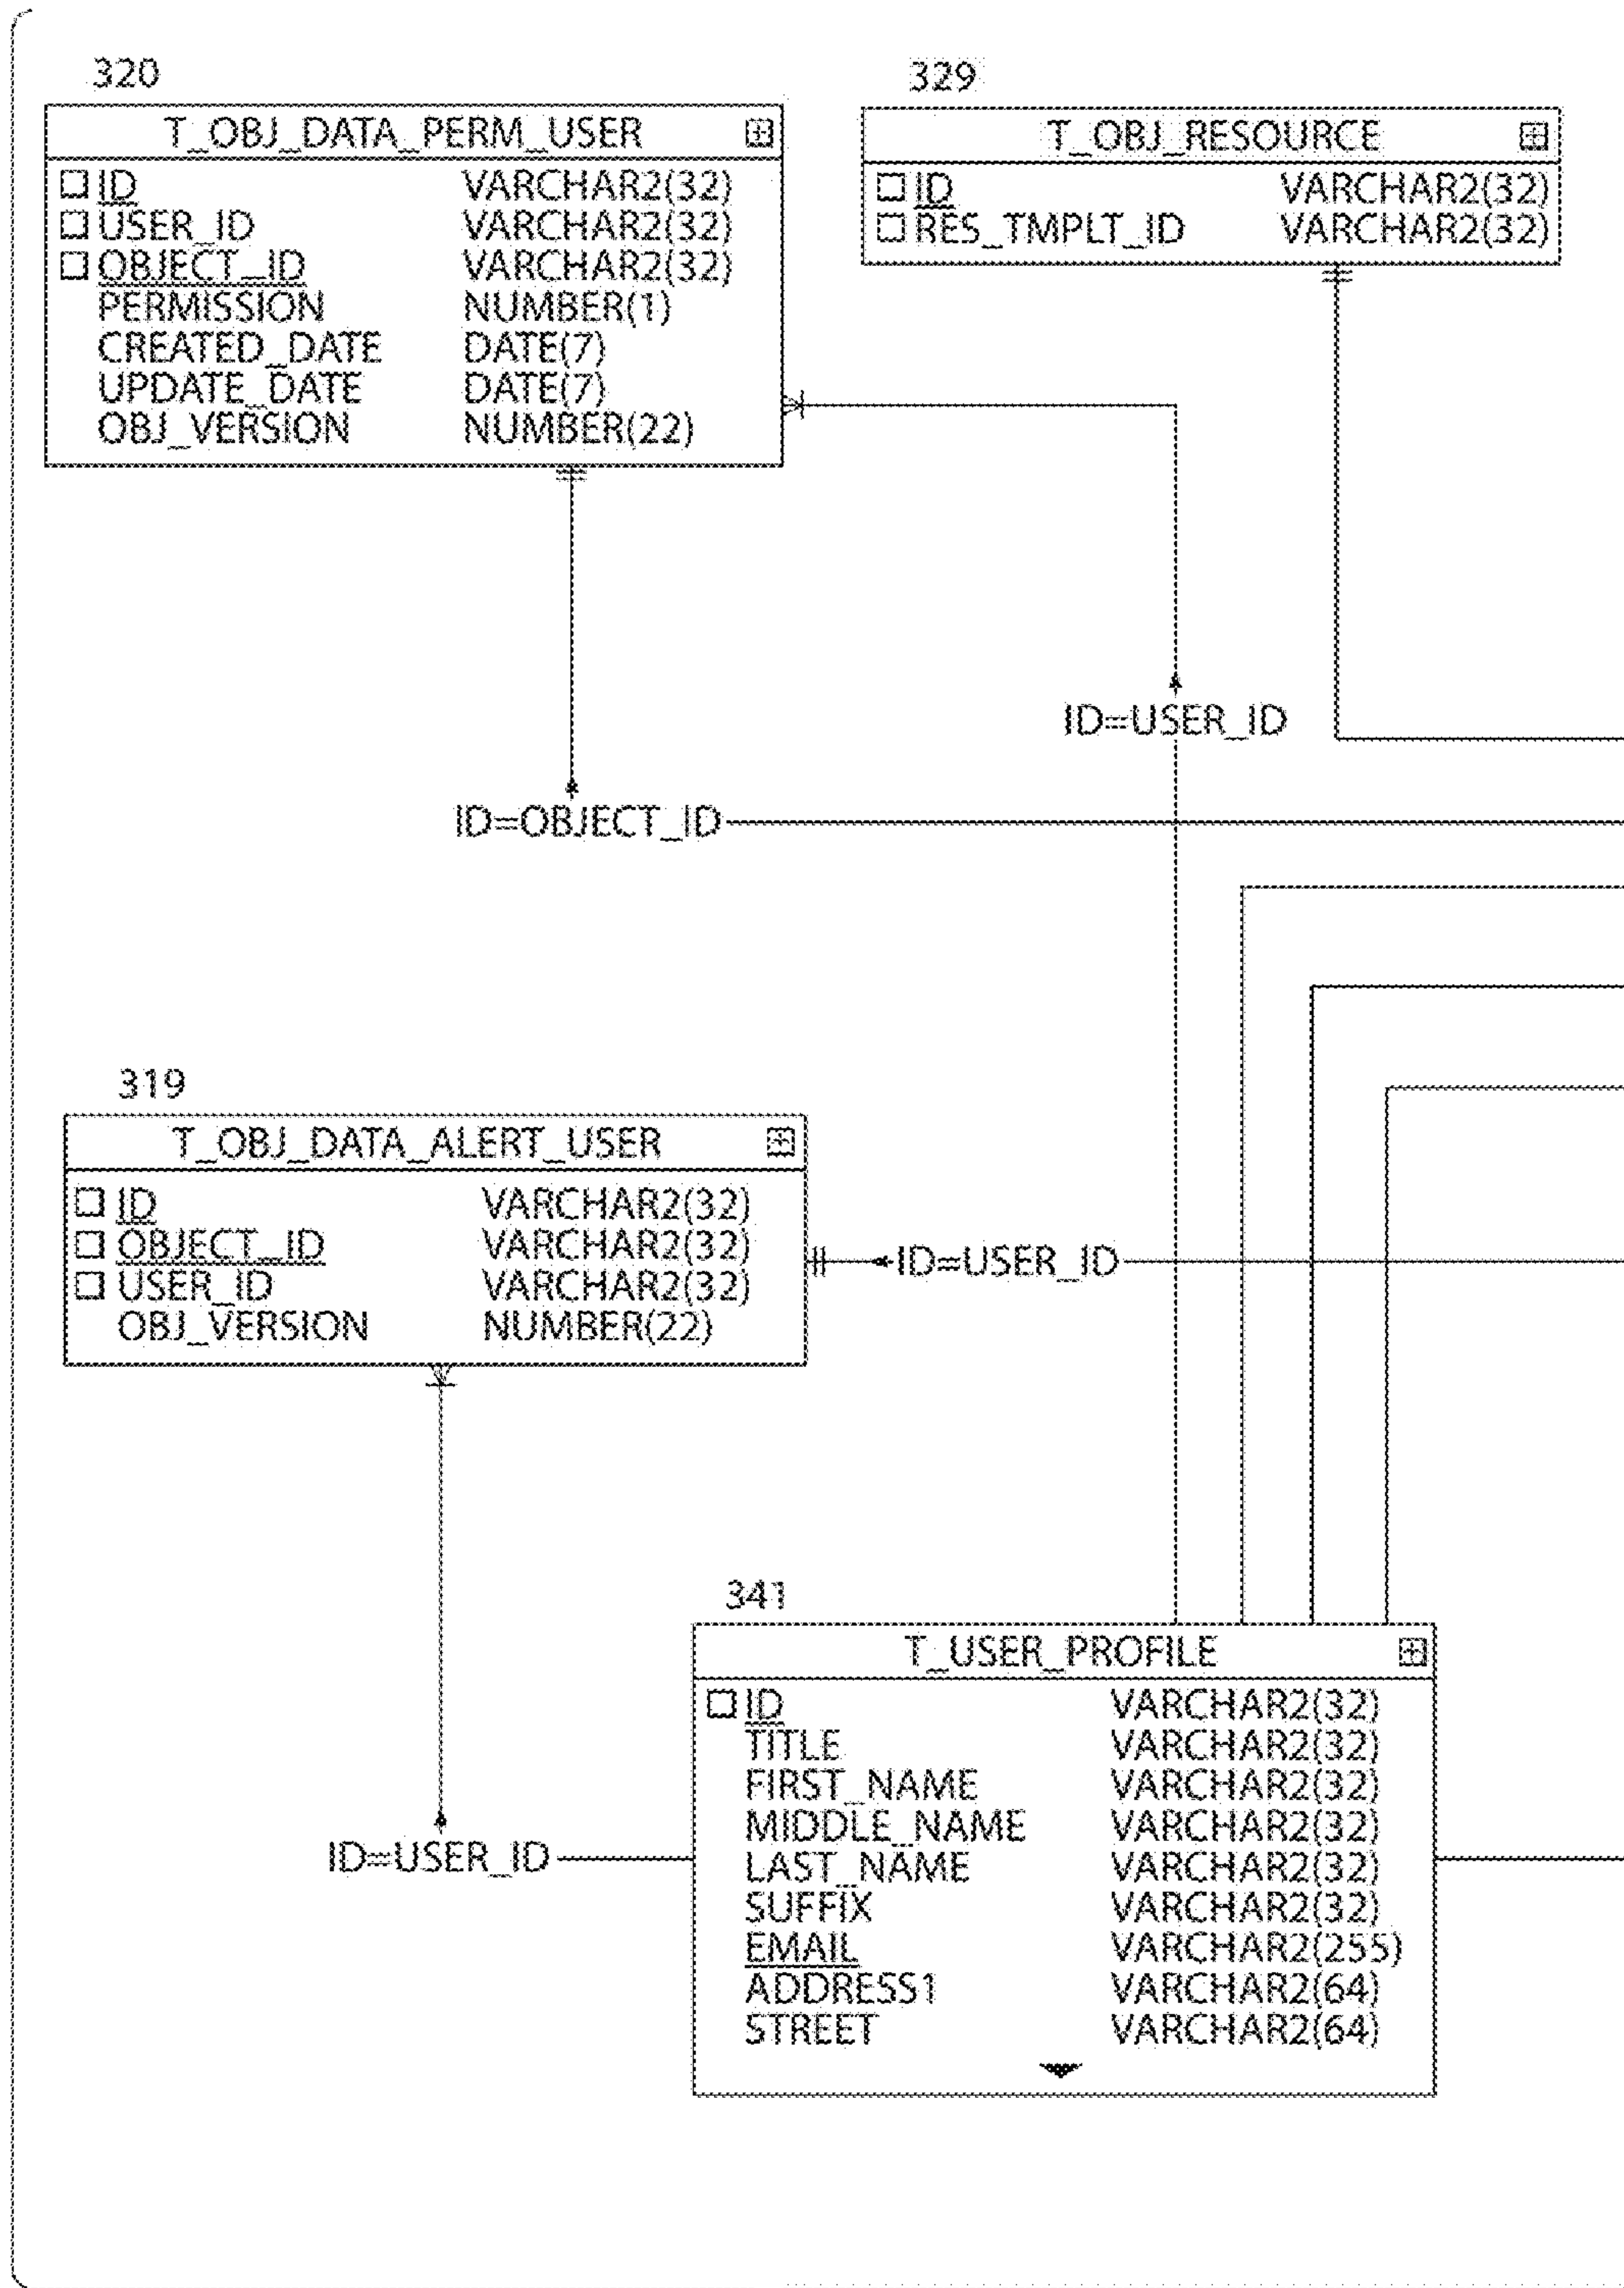 320
T_OBJ_DATA_PERM_USER
ID VARCHAR2(32)
USER_ID VARCHAR2(32)
OBJECT_ID VARCHAR2(32)
PERMISSION NUMBER(1)
CREATED_DATE DATE(7)
UPDATE_DATE DATE(7)
OBJ_VERSION NUMBER(22)
329
T_OBJ_RESOURCE
ID VARCHAR2(32)
RES_TMPLT_ID VARCHAR2(32)
ID=USER_ID
ID=OBJECT_ID
319
T_OBJ_DATA_ALERT_USER
ID VARCHAR2(32)
OBJECT_ID VARCHAR2(32)
USER_ID VARCHAR2(32)
OBJ_VERSION NUMBER(22)
ID=USER_ID
341
T_USER_PROFILE
ID VARCHAR2(32)
TITLE VARCHAR2(32)
FIRST_NAME VARCHAR2(32)
MIDDLE_NAME VARCHAR2(32)
LAST_NAME VARCHAR2(32)
SUFFIX VARCHAR2(32)
EMAIL VARCHAR2(255)
ADDRESS1 VARCHAR2(64)
STREET VARCHAR2(64)
ID=USER_ID